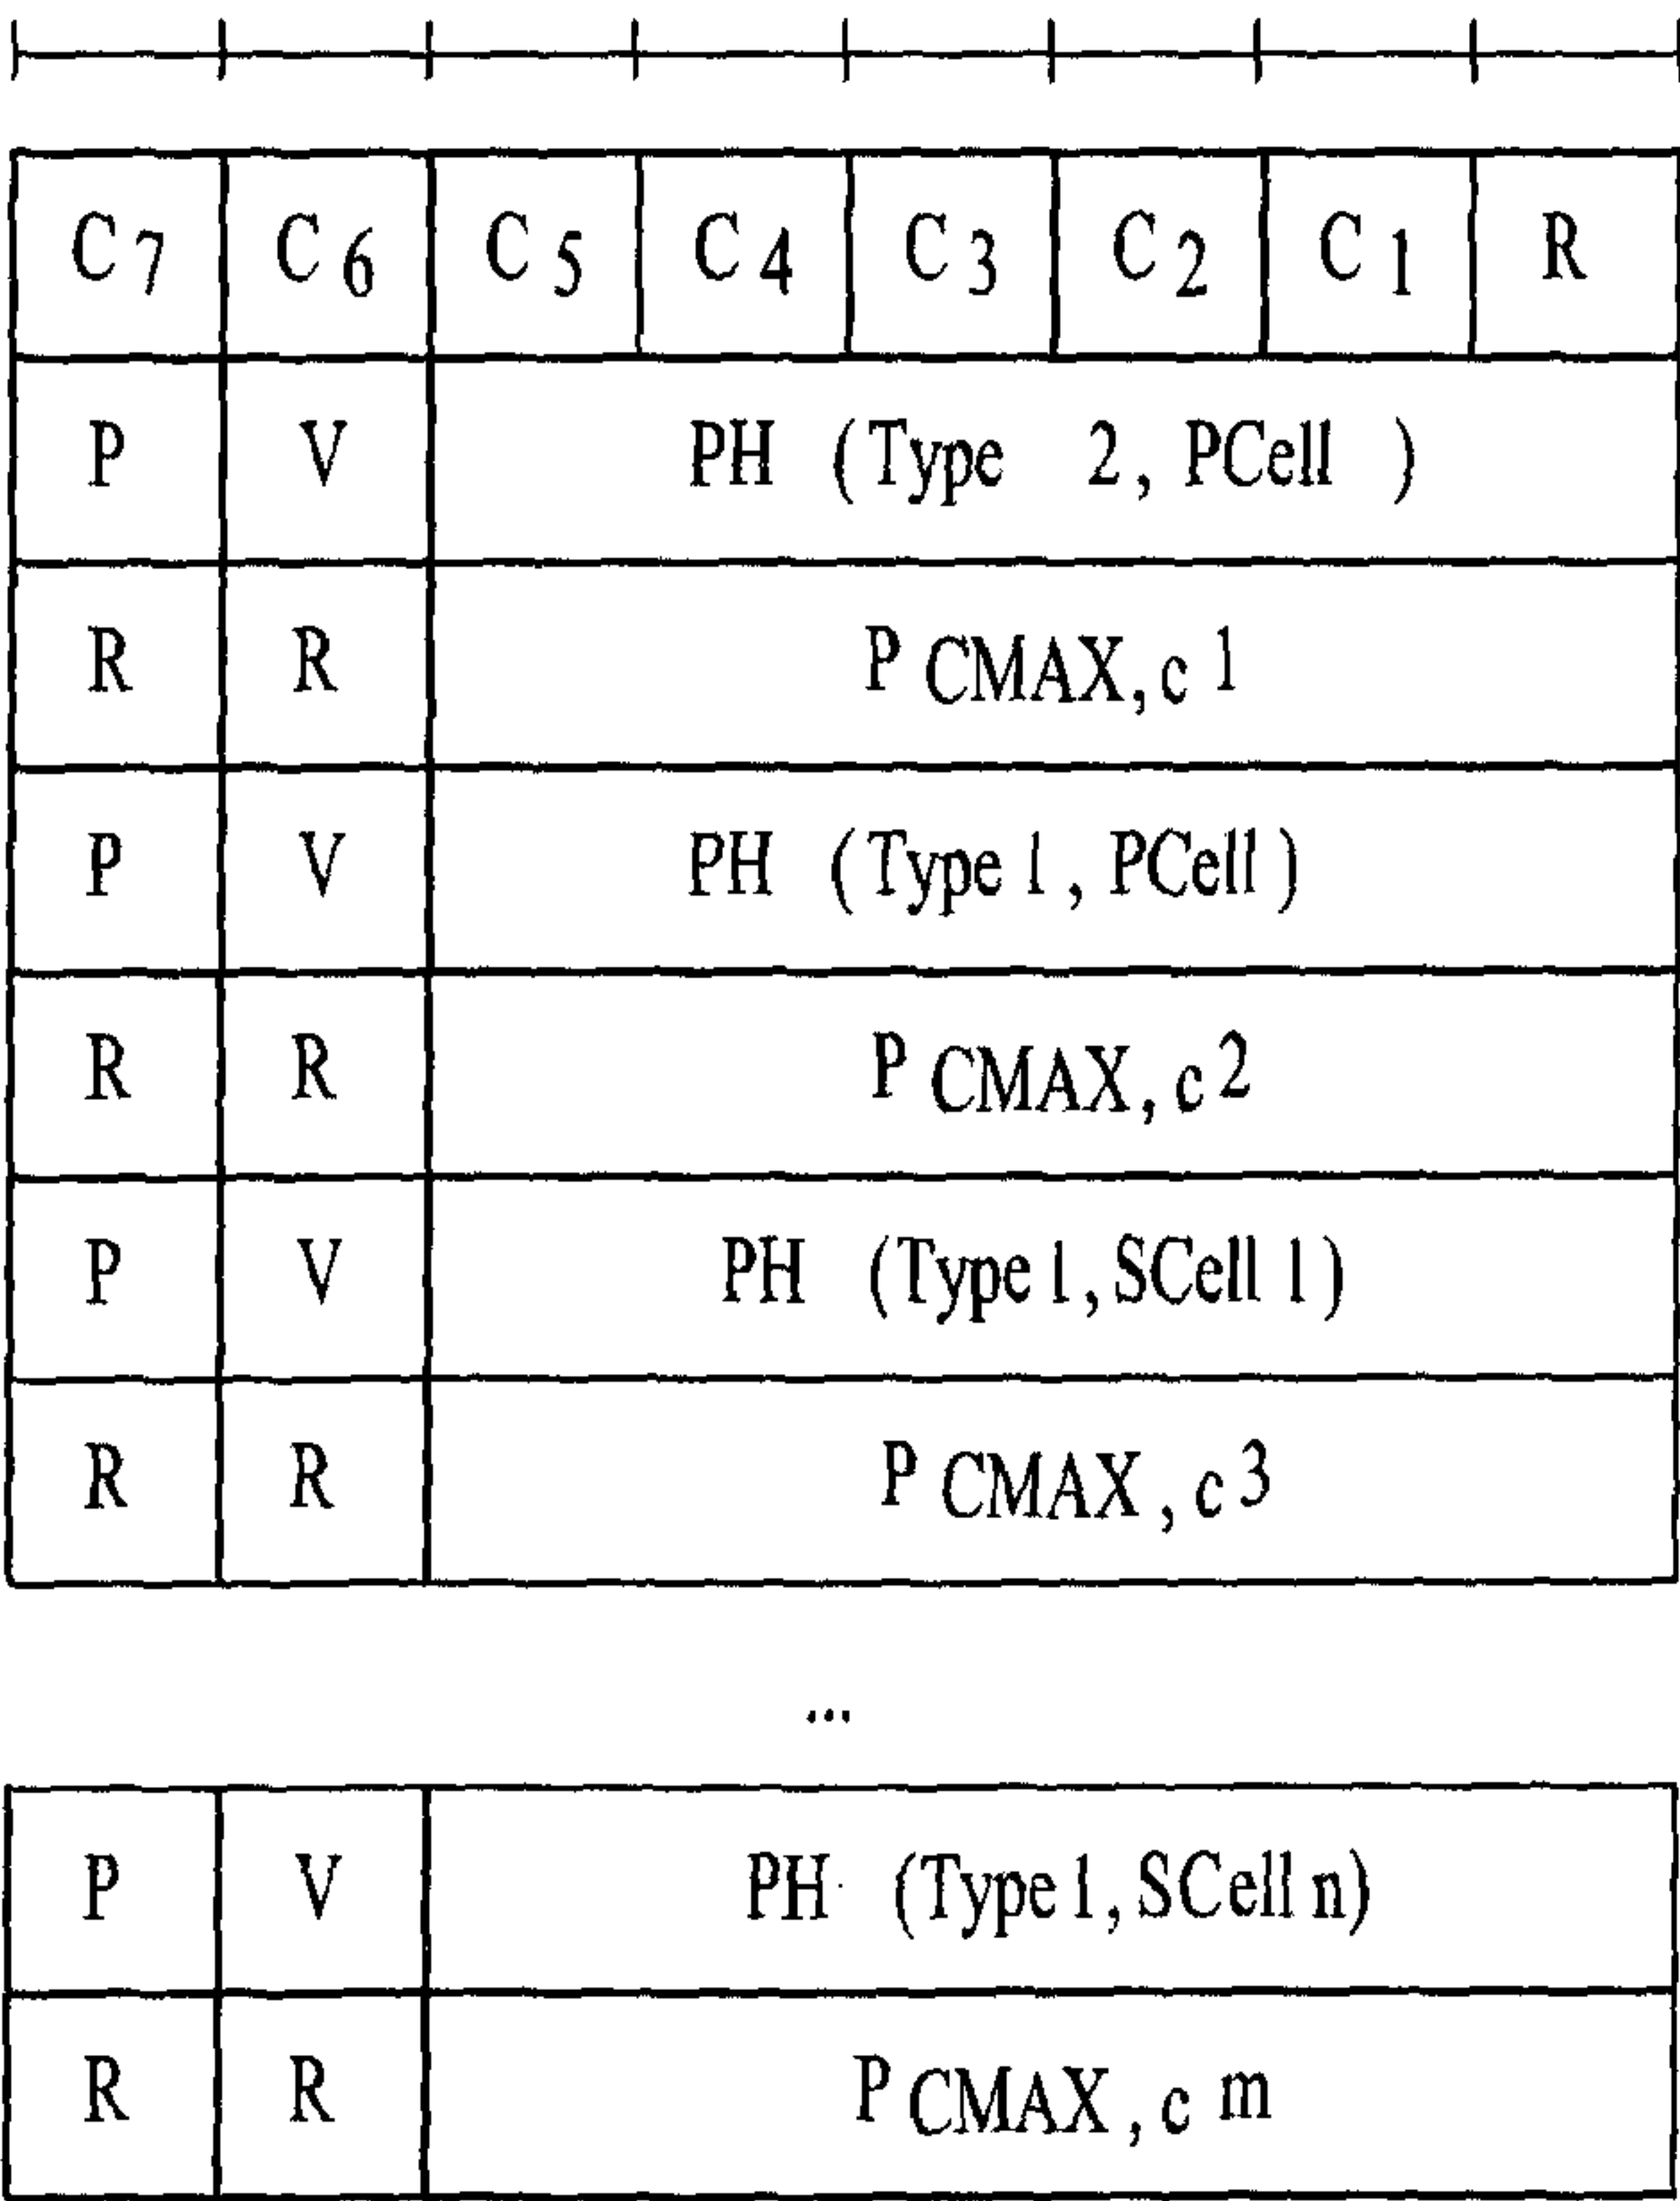 C7 C6 C5 C4 C3 C2 C1 R
P V PH (Type 2, PCell)
R R PCMAX,c 1
P V PH (Type 1, PCell)
R R PCMAX,c 2
P V PH (Type 1, SCell 1)
R R PCMAX,c 3
...
P V PH (Type 1, SCell n)
R R PCMAX,c m